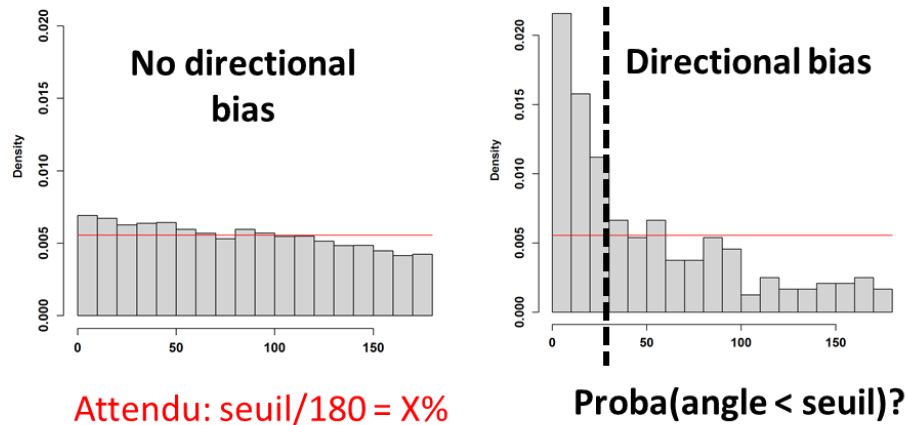 No directional
bias
Density
0.000
0.005
0.010
0.015
0.020
0
50
100
150
Attendu: seuil/180 = X%
Directional bias
Density
0.000
0.005
0.010
0.015
0.020
0
50
100
150
Proba(angle < seuil)?